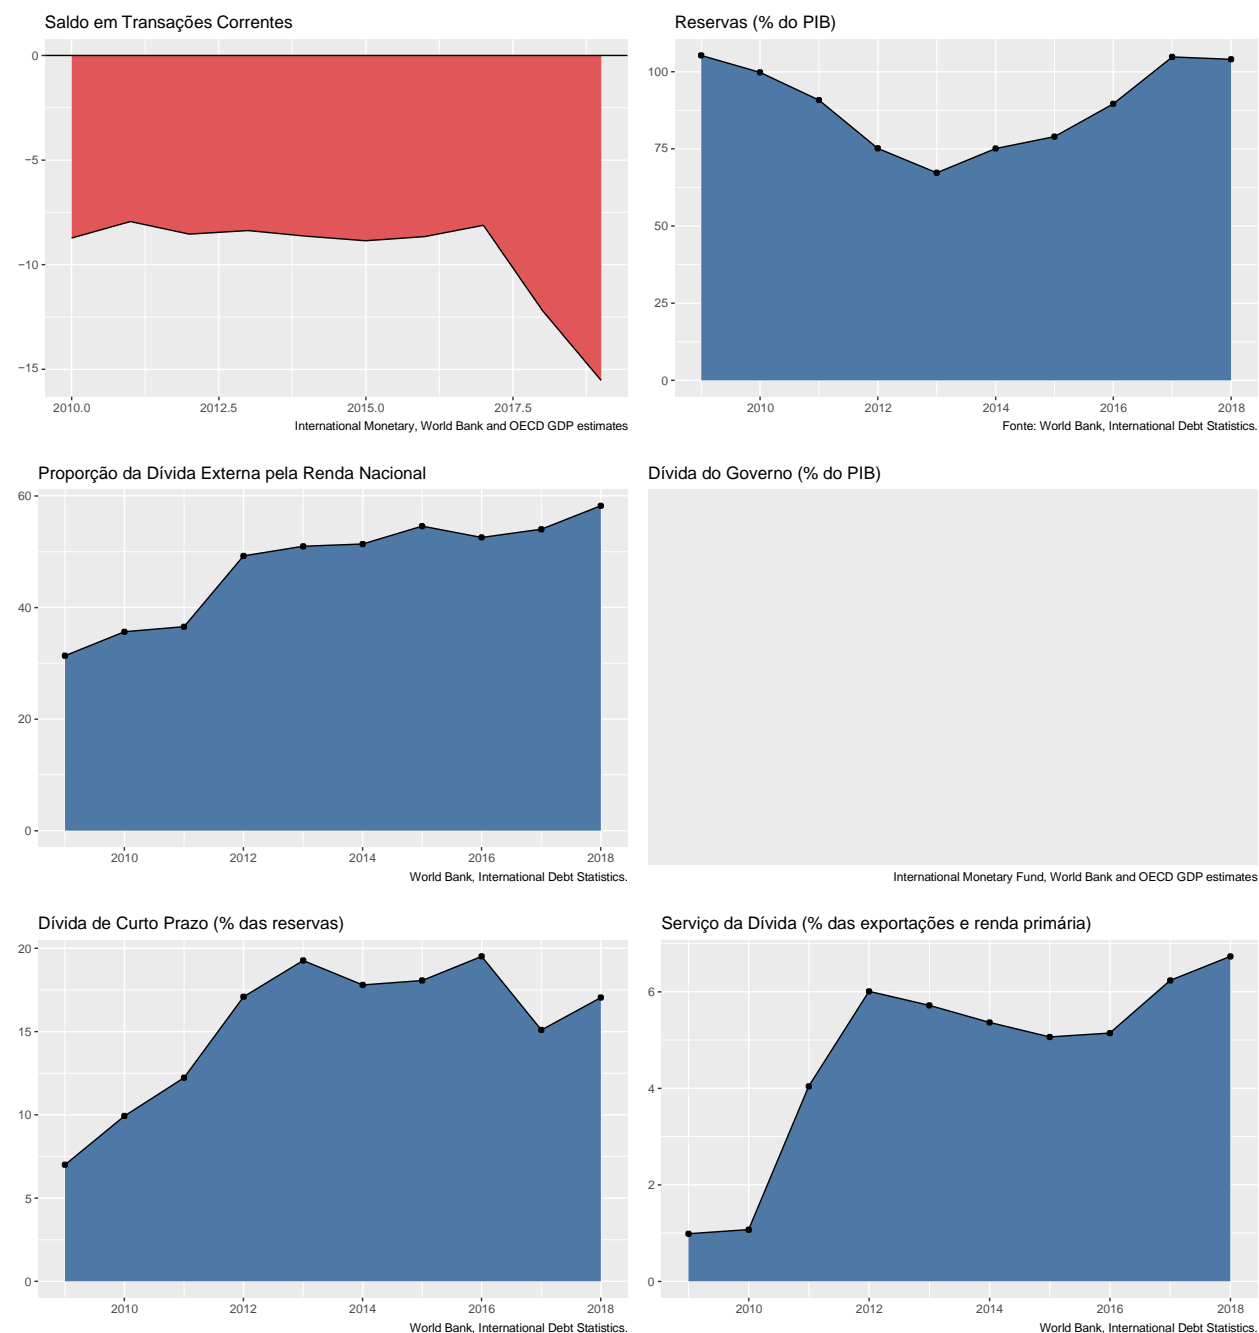 Saldo em Transações Correntes
0
−5
−10
−15
2010.0 2012.5 2015.0 2017.5
International Monetary, World Bank and OECD GDP estimates
Reservas (% do PIB)
100
75
50
25
0
2010 2012 2014 2016 2018
Fonte: World Bank, International Debt Statistics.
Proporção da Dívida Externa pela Renda Nacional
60
40
20
0
2010 2012 2014 2016 2018
World Bank, International Debt Statistics.
Dívida do Governo (% do PIB)
International Monetary Fund, World Bank and OECD GDP estimates
Dívida de Curto Prazo (% das reservas)
20
15
10
5
0
2010 2012 2014 2016 2018
World Bank, International Debt Statistics.
Serviço da Dívida (% das exportações e renda primária)
6
4
2
0
2010 2012 2014 2016 2018
World Bank, International Debt Statistics.